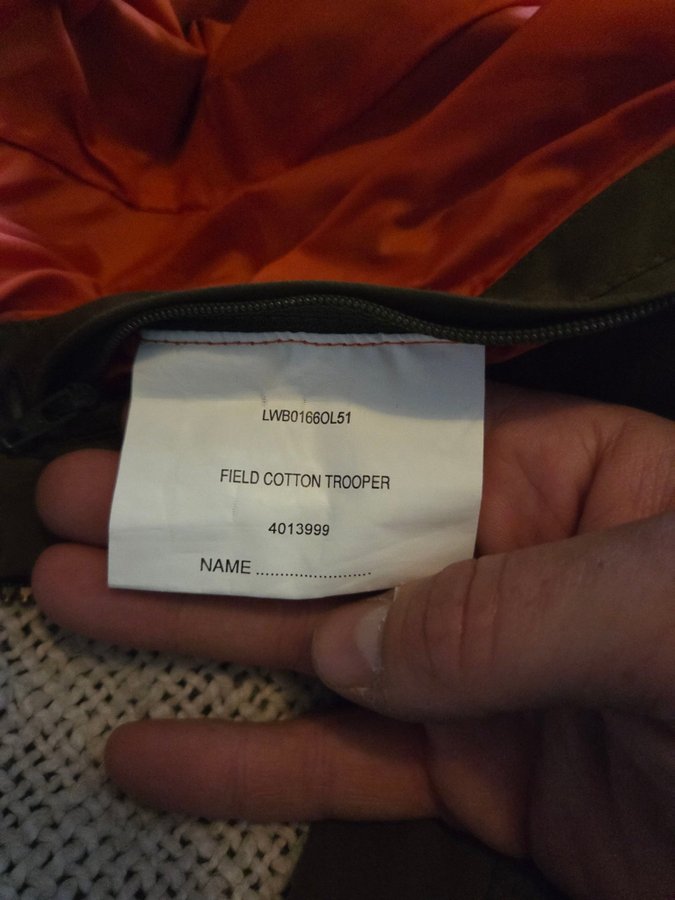 LWB0166OL51
FIELD COTTON TROOPER
4013999
NAME ........................